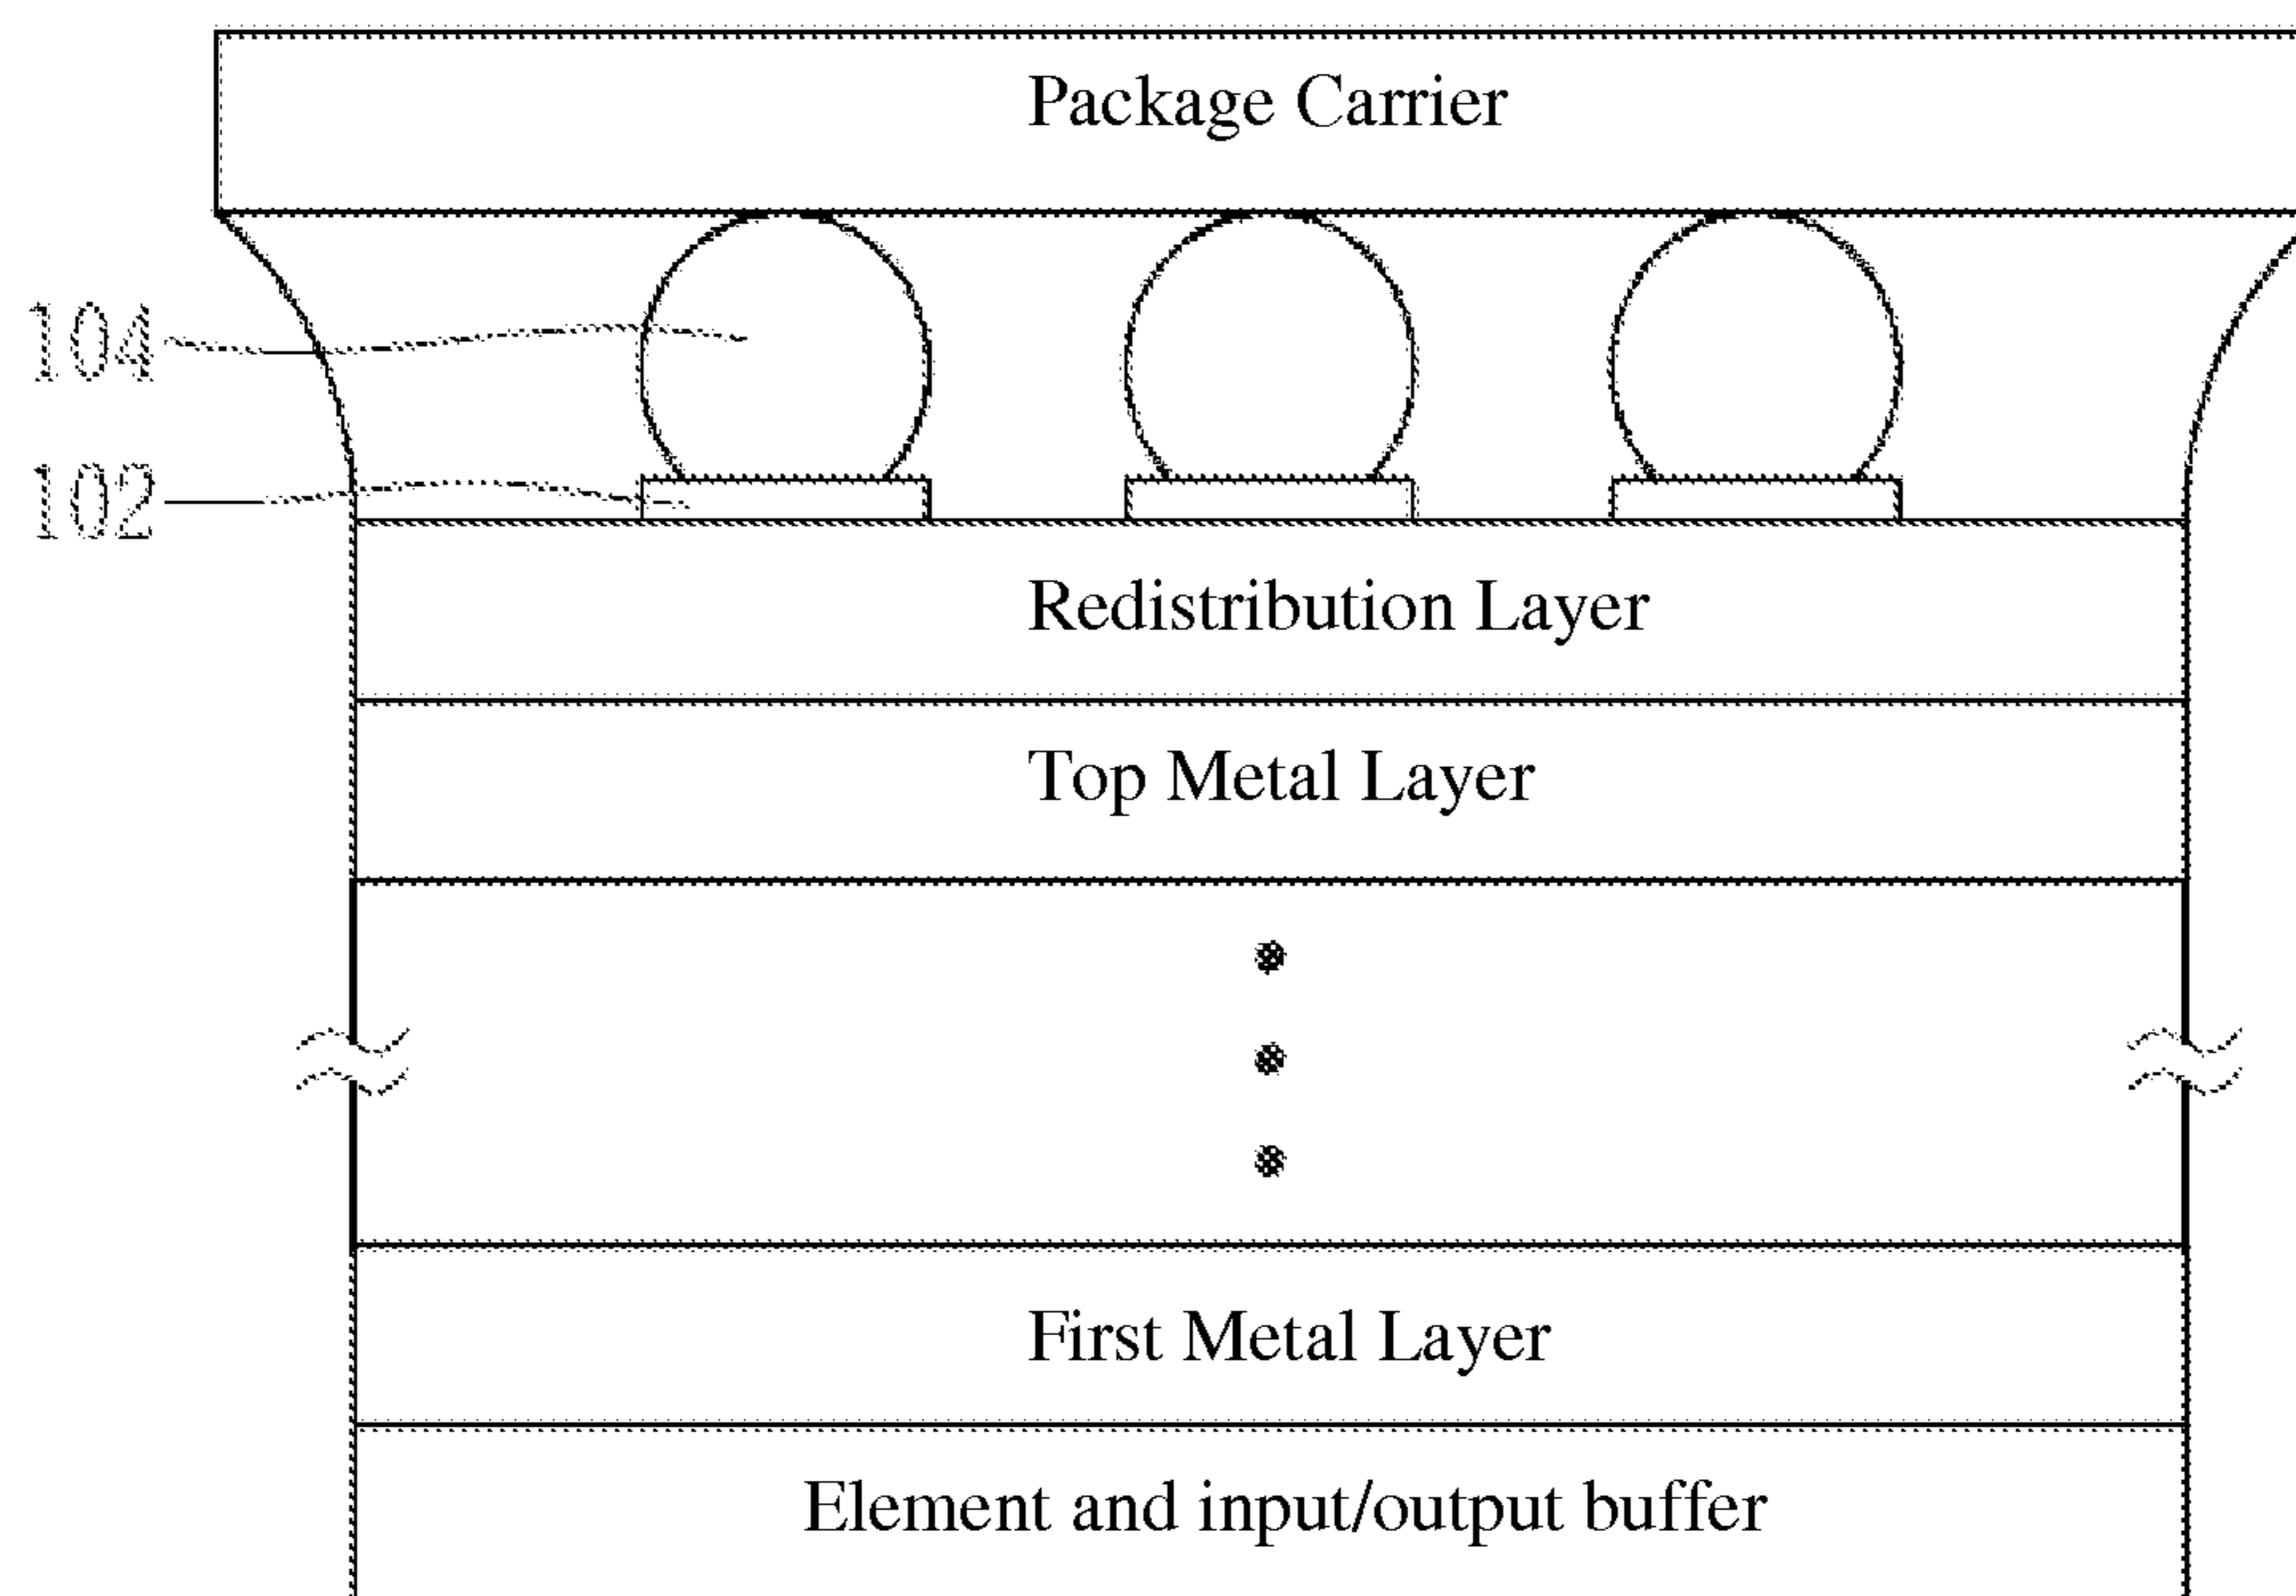 Package Carrier
104
102
Redistribution Layer
Top Metal Layer
First Metal Layer
Element and input/output buffer